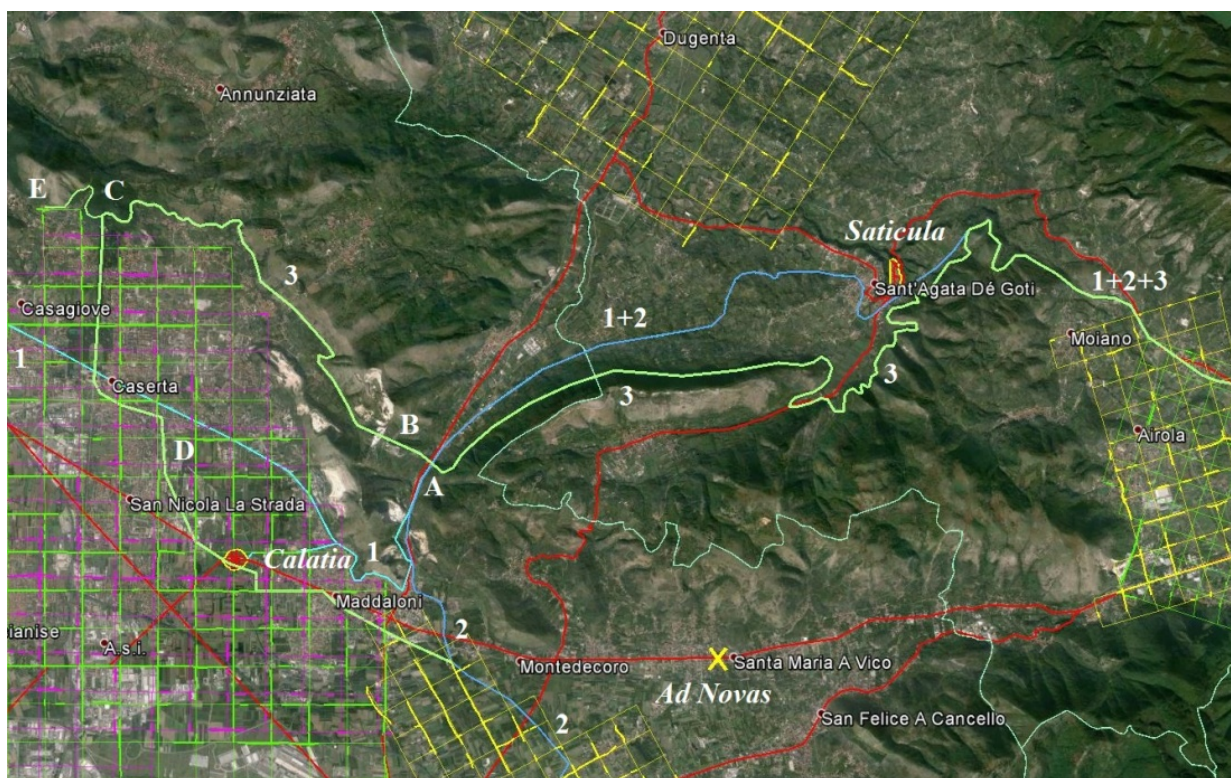 Dugenta
Annunziata
E
C
Saticula
3
Sant'Agata Dé Goti
1+2+3
Casagiove
1+2
Moiano
1
Caserta
3
3
B
Airola
D
A
San Nicola La Strada
Calatia
1
Maddaloni
ianise
A.s.i.
2
Montedecoro
Santa Maria A Vico
Ad Novas
2
San Felice A Cancello